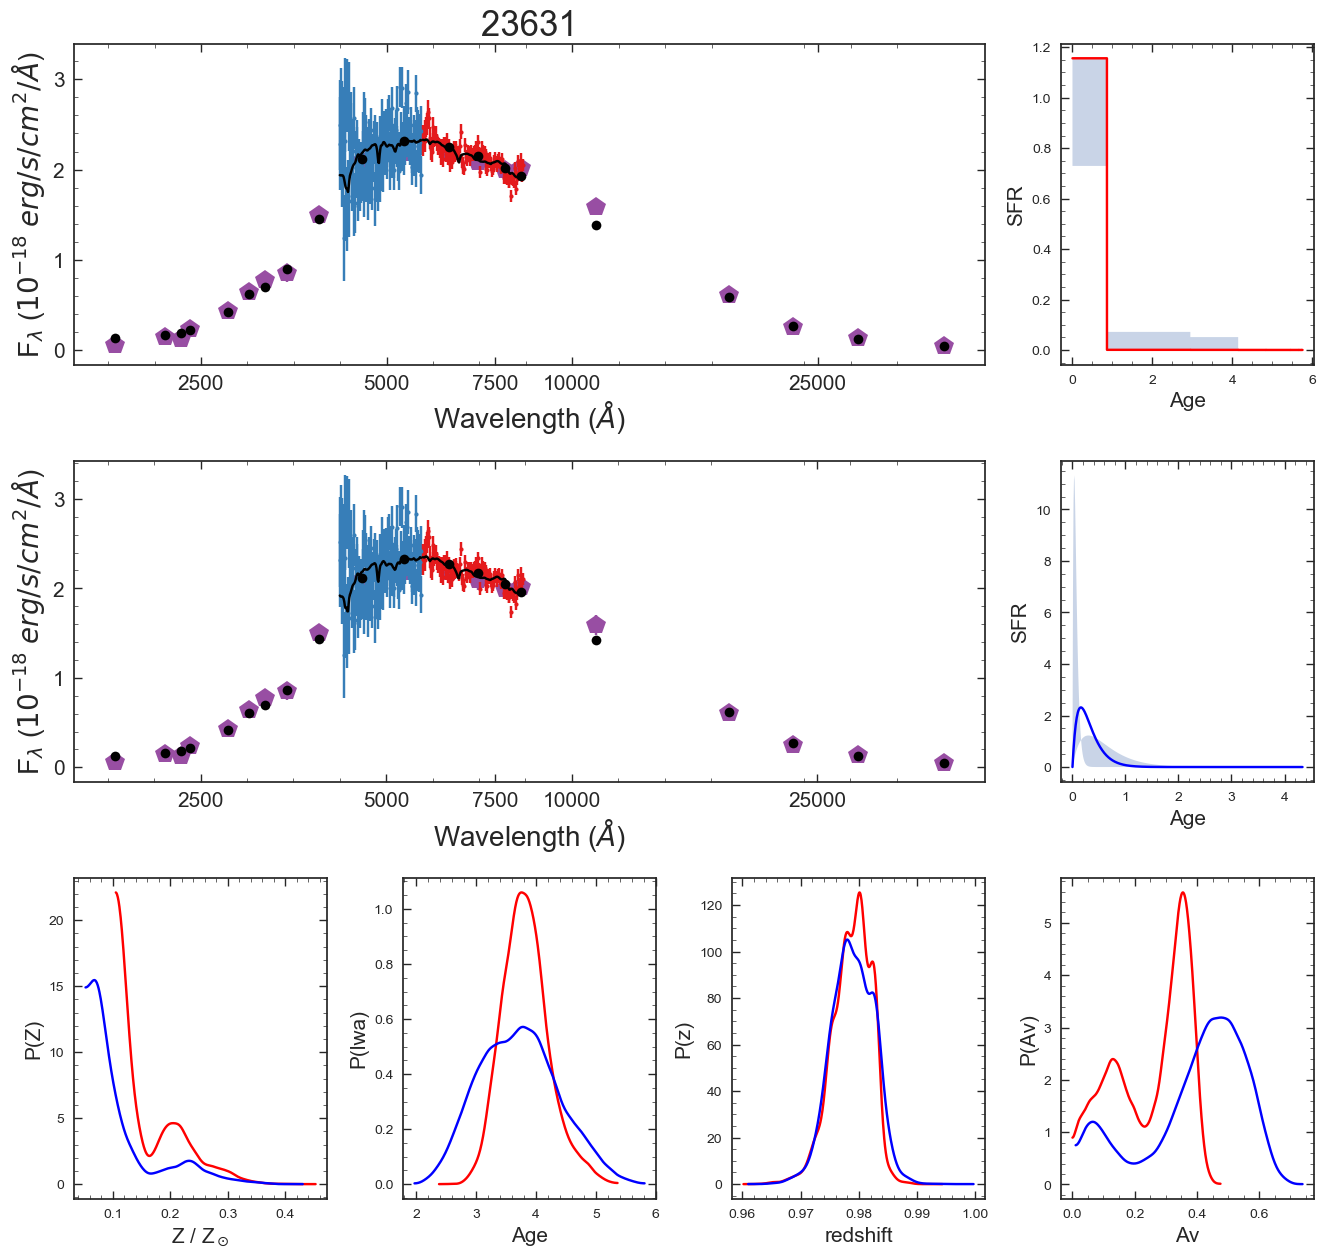 23631
F_λ (10^−18 erg/s/cm^2/Å)
3
2
1
0
2500 5000 7500 10000 25000
Wavelength (Å)
SFR
1.2
1.0
0.8
0.6
0.4
0.2
0.0
0 2 4 6
Age
F_λ (10^−18 erg/s/cm^2/Å)
3
2
1
0
2500 5000 7500 10000 25000
Wavelength (Å)
SFR
10
8
6
4
2
0
0 1 2 3 4
Age
P(Z)
20
15
10
5
0
0.1 0.2 0.3 0.4
Z / Z_⊙
P(lwa)
1.0
0.8
0.6
0.4
0.2
0.0
2 3 4 5 6
Age
P(z)
120
100
80
60
40
20
0
0.96 0.97 0.98 0.99 1.00
redshift
P(Av)
5
4
3
2
1
0
0.0 0.2 0.4 0.6
Av